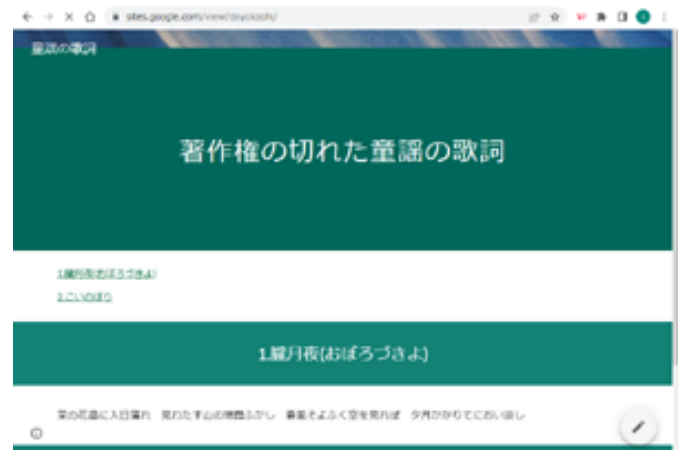 sites.google.com/view/doyokashi/
童謡の歌詞
著作権の切れた童謡の歌詞
1.朧月夜(おぼろづきよ)
2.こいのぼり
1.朧月夜(おぼろづきよ)
菜の花畠に入日薄れ 見わたす山の端霞ふかし 春風そよふく空を見れば 夕月かかりてにおい淡し